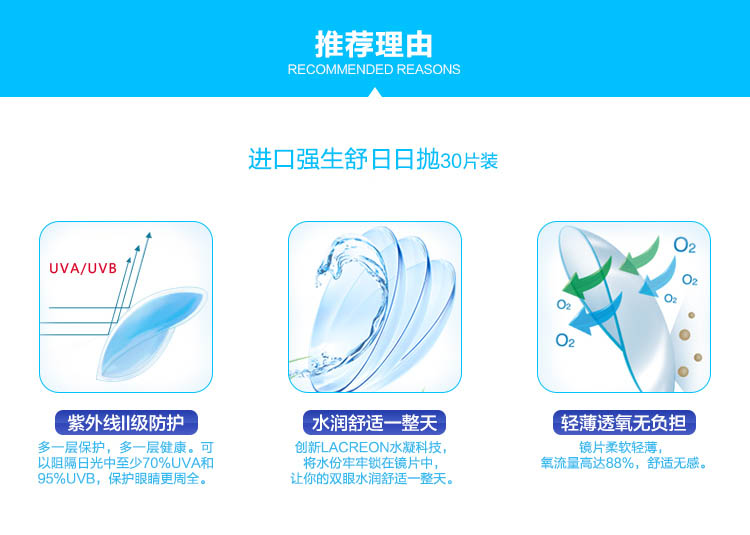 推荐理由
RECOMMENDED REASONS
进口强生舒日日抛30片装
UVA/UVB
O2
O2
O2
O2
O2
紫外线II级防护
水润舒适一整天
轻薄透氧无负担
多一层保护，多一层健康。可
以阻隔日光中至少70%UVA和
95%UVB，保护眼睛更周全。
创新LACREON水凝科技，
将水份牢牢锁在镜片中，
让你的双眼水润舒适一整天。
镜片柔软轻薄，
氧流量高达88%，舒适无感。